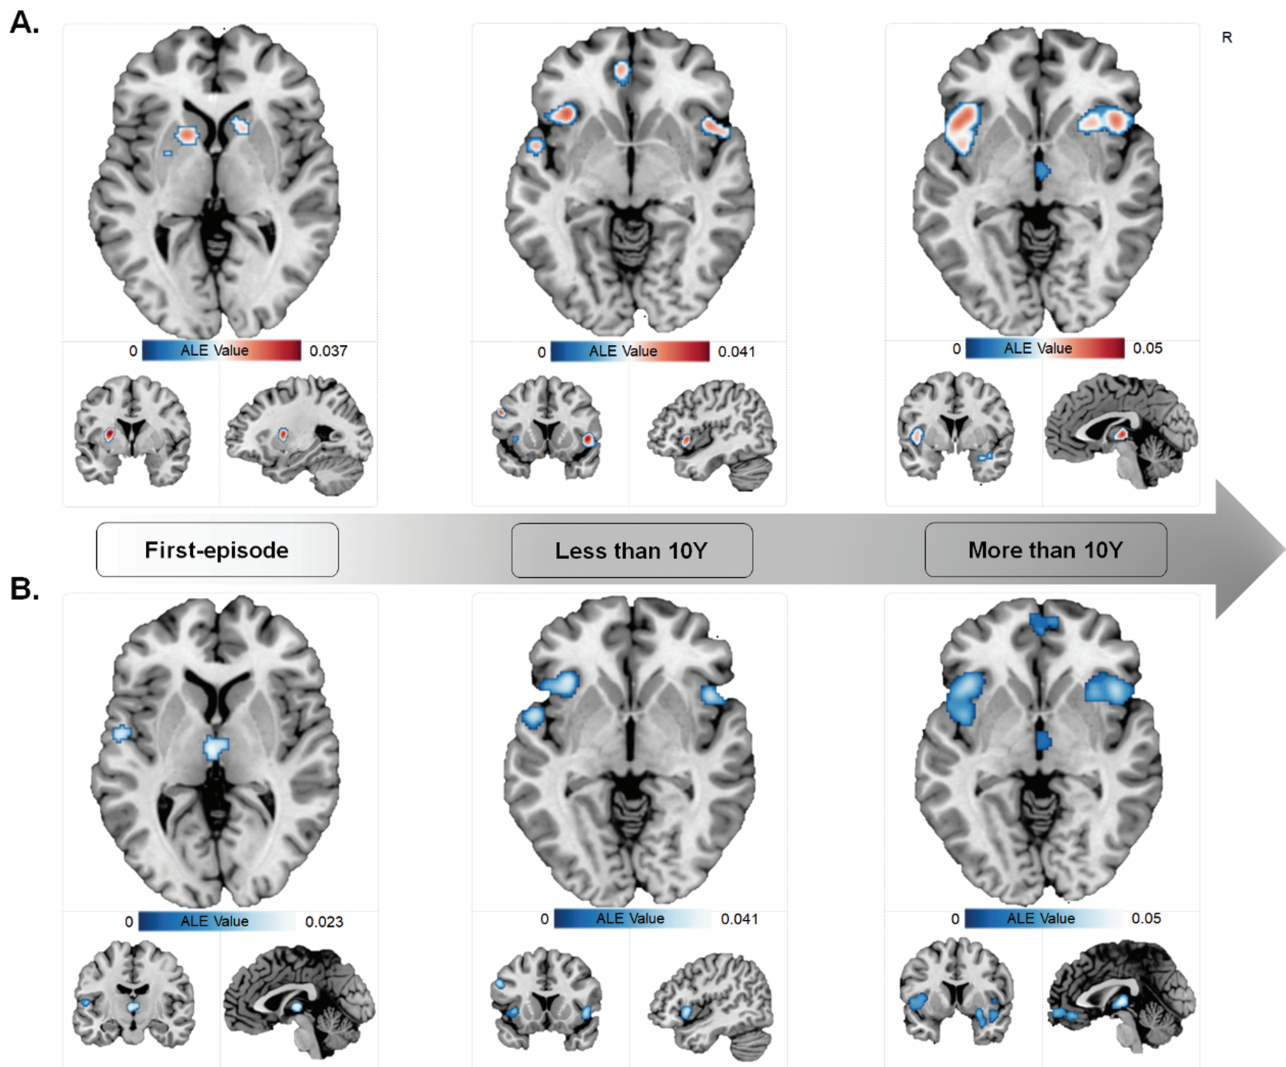 A.
R
0 ALE Value 0.037
0 ALE Value 0.041
0 ALE Value 0.05
First-episode
Less than 10Y
More than 10Y
B.
0 ALE Value 0.023
0 ALE Value 0.041
0 ALE Value 0.05